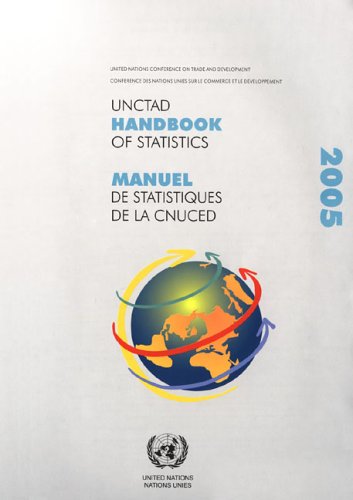 UNITED NATIONS CONFERENCE ON TRADE AND DEVELOPMENT
CONFÉRENCE DES NATIONS UNIES SUR LE COMMERCE ET LE DÉVELOPPEMENT
UNCTAD
HANDBOOK
OF STATISTICS
2005
MANUEL
DE STATISTIQUES
DE LA CNUCED
UNITED NATIONS
NATIONS UNIES